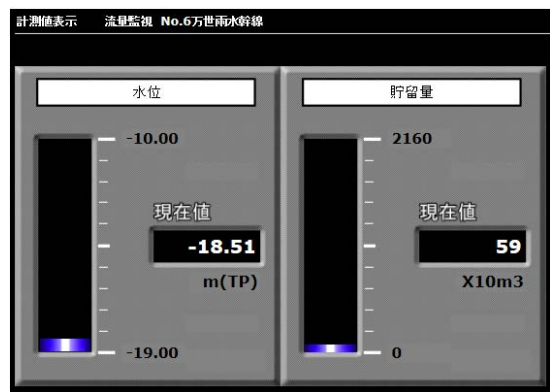 計測値表示 流量監視 No.6万世雨水幹線
水位
-10.00
現在値
-18.51
m(TP)
-19.00
貯留量
2160
現在値
59
X10m3
0